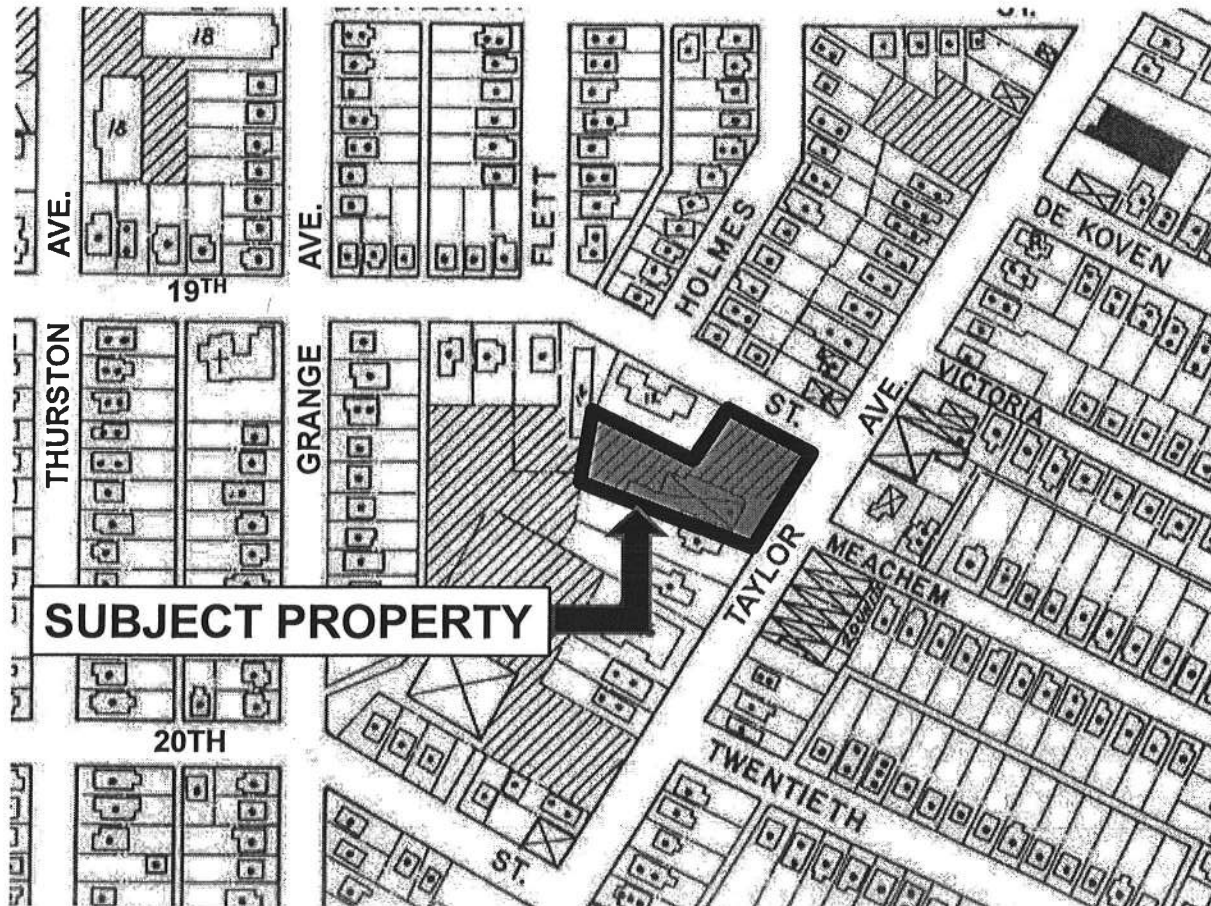 ST.
18
18
AVE.
AVE.
FLETT
HOLMES
DE KOVEN
19TH
THURSTON
GRANGE
ST.
AVE.
VICTORIA
TAYLOR
MEACHEM
SUBJECT PROPERTY
20TH
TWENTIETH
ST.